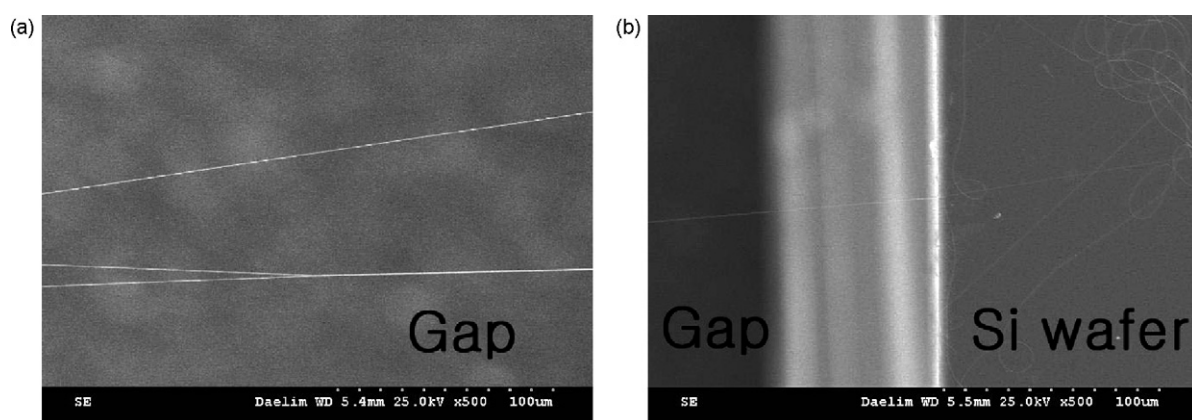 (a)
Gap
SE Daelim WD 5.4mm 25.0kV x500 100um
(b)
Gap
Si wafer
SE Daelim WD 5.5mm 25.0kV x500 100um